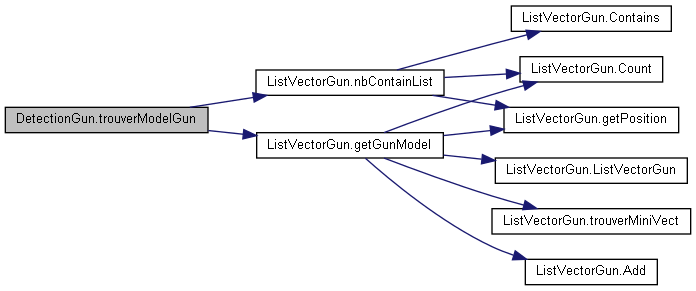 ListVectorGun.Contains
ListVectorGun.Count
ListVectorGun.nbContainList
DetectionGun.trouverModelGun
ListVectorGun.getPosition
ListVectorGun.getGunModel
ListVectorGun.ListVectorGun
ListVectorGun.trouverMiniVect
ListVectorGun.Add